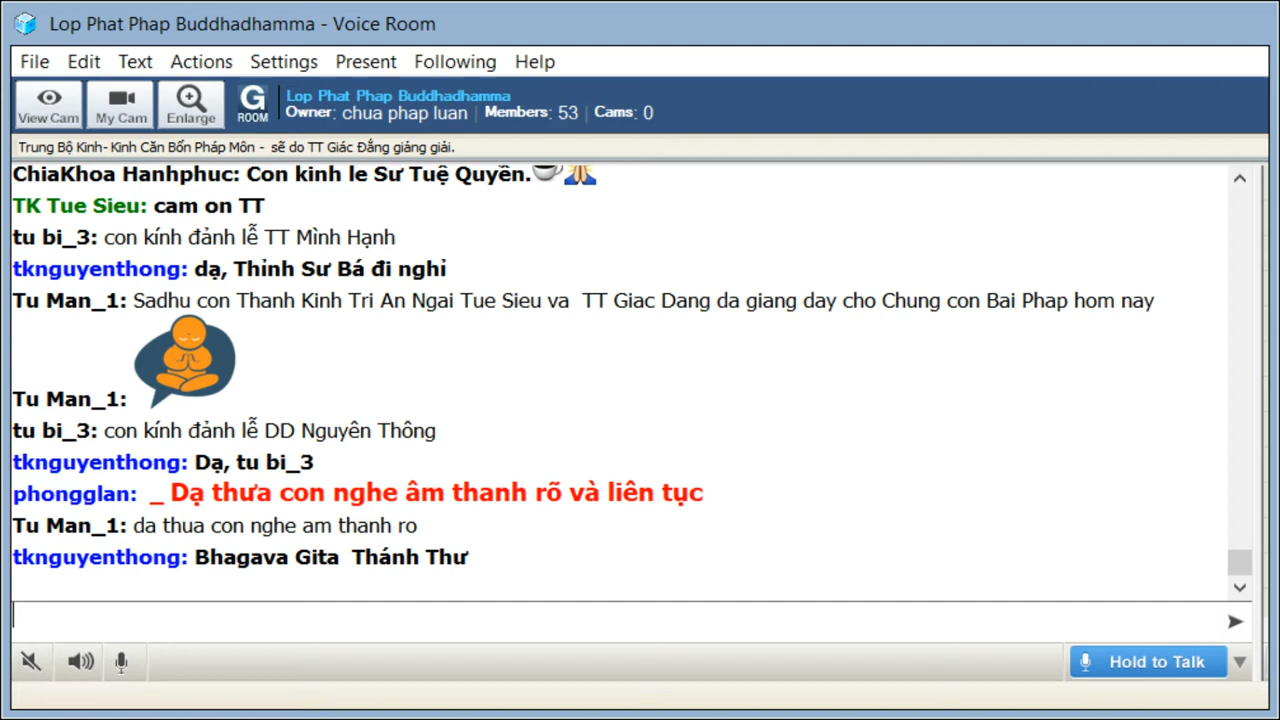 Lop Phat Phap Buddhadhamma - Voice Room
File Edit Text Actions Settings Present Following Help
View Cam My Cam Enlarge G ROOM Lop Phat Phap Buddhadhamma
Owner: chua phap luan | Members: 53 | Cams: 0
Trung Bộ Kinh- Kinh Căn Bổn Pháp Môn - sẽ do TT Giác Đẳng giảng giải.
ChiaKhoa Hanhphuc: Con kinh le Sư Tuệ Quyền.
TK Tue Sieu: cam on TT
tu bi_3: con kính đảnh lễ TT Mình Hạnh
tknguyenthong: dạ, Thỉnh Sư Bá đi nghỉ
Tu Man_1: Sadhu con Thanh Kinh Tri An Ngai Tue Sieu va TT Giac Dang da giang day cho Chung con Bai Phap hom nay
Tu Man_1:
tu bi_3: con kính đảnh lễ DD Nguyên Thông
tknguyenthong: Dạ, tu bi_3
phongglan: _ Dạ thưa con nghe âm thanh rõ và liên tục
Tu Man_1: da thua con nghe am thanh ro
tknguyenthong: Bhagava Gita Thánh Thư
Hold to Talk